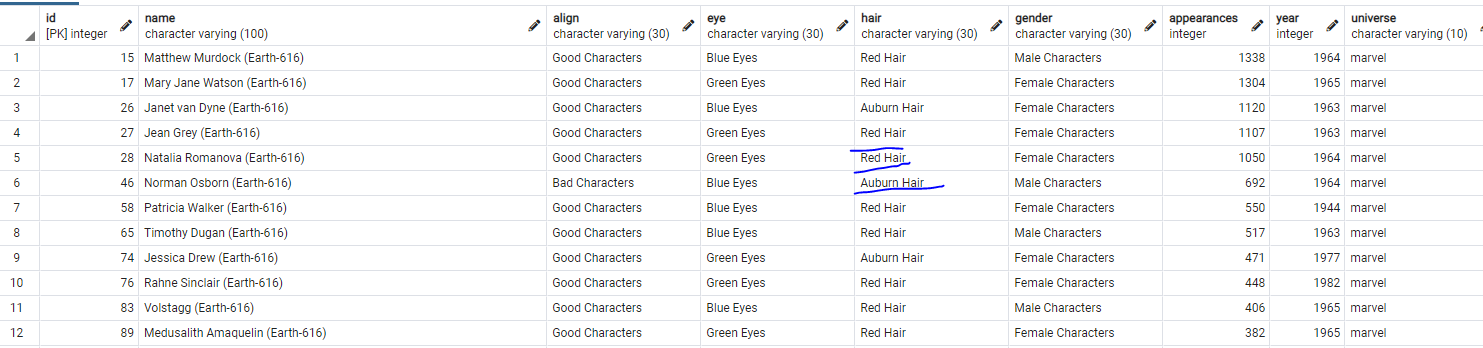 id name align eye hair gender appearances year universe
[PK] integer character varying (100) character varying (30) character varying (30) character varying (30) character varying (30) integer integer character varying (10)
1 15 Matthew Murdock (Earth-616) Good Characters Blue Eyes Red Hair Male Characters 1338 1964 marvel
2 17 Mary Jane Watson (Earth-616) Good Characters Green Eyes Red Hair Female Characters 1304 1965 marvel
3 26 Janet van Dyne (Earth-616) Good Characters Blue Eyes Auburn Hair Female Characters 1120 1963 marvel
4 27 Jean Grey (Earth-616) Good Characters Green Eyes Red Hair Female Characters 1107 1963 marvel
5 28 Natalia Romanova (Earth-616) Good Characters Green Eyes Red Hair Female Characters 1050 1964 marvel
6 46 Norman Osborn (Earth-616) Bad Characters Blue Eyes Auburn Hair Male Characters 692 1964 marvel
7 58 Patricia Walker (Earth-616) Good Characters Blue Eyes Red Hair Female Characters 550 1944 marvel
8 65 Timothy Dugan (Earth-616) Good Characters Blue Eyes Red Hair Male Characters 517 1963 marvel
9 74 Jessica Drew (Earth-616) Good Characters Green Eyes Auburn Hair Female Characters 471 1977 marvel
10 76 Rahne Sinclair (Earth-616) Good Characters Green Eyes Red Hair Female Characters 448 1982 marvel
11 83 Volstagg (Earth-616) Good Characters Blue Eyes Red Hair Male Characters 406 1965 marvel
12 89 Medusalith Amaquelin (Earth-616) Good Characters Green Eyes Red Hair Female Characters 382 1965 marvel